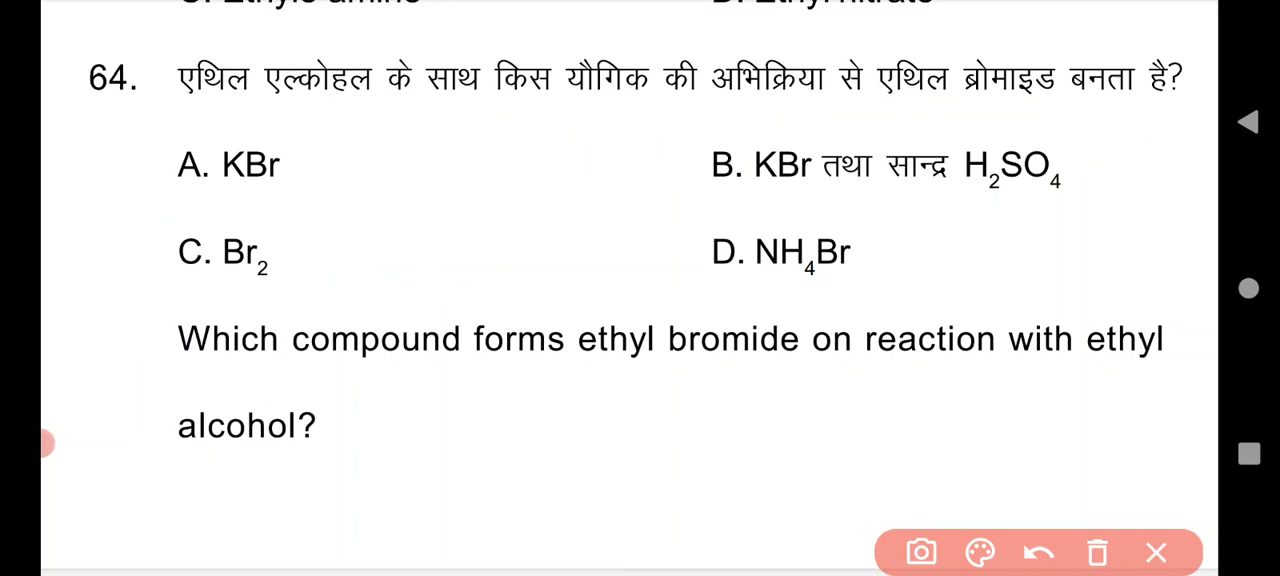 64. एथिल एल्कोहल के साथ किस यौगिक की अभिक्रिया से एथिल ब्रोमाइड बनता है?
A. KBr B. KBr तथा सान्द्र H₂SO₄
C. Br₂ D. NH₄Br
Which compound forms ethyl bromide on reaction with ethyl
alcohol?